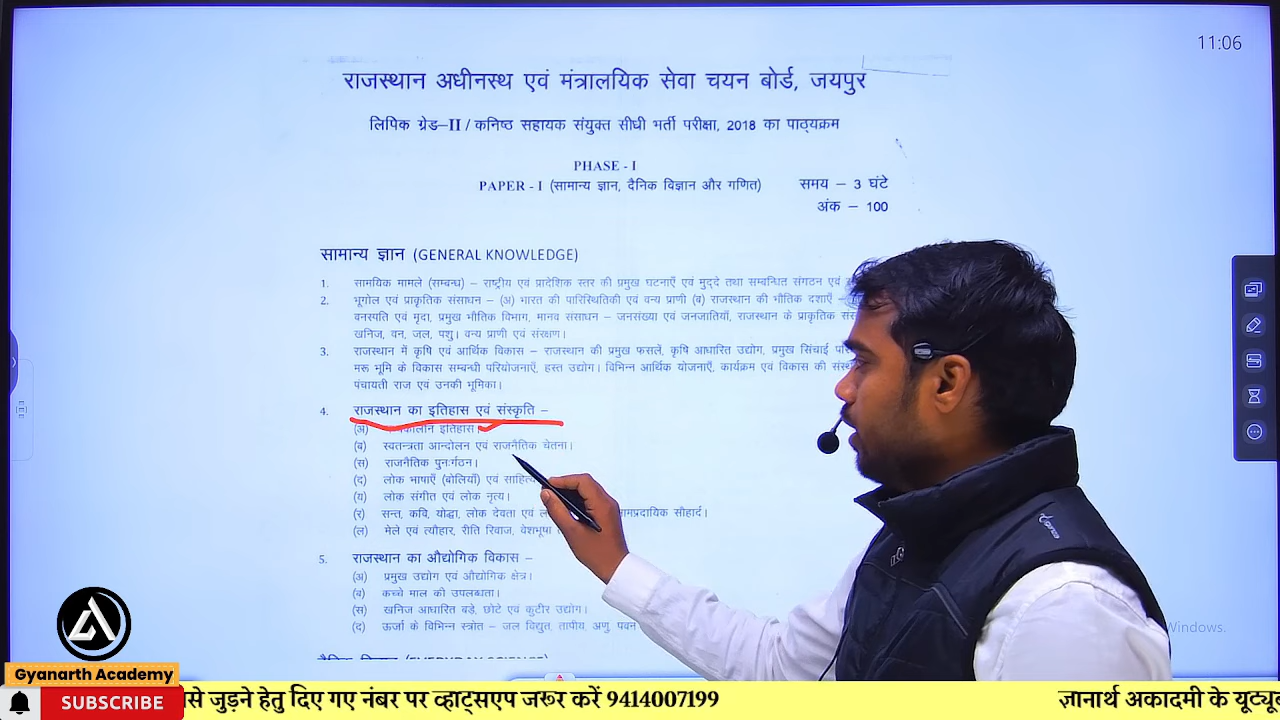 11:06
राजस्थान अधीनस्थ एवं मंत्रालयिक सेवा चयन बोर्ड, जयपुर
लिपिक ग्रेड–II / कनिष्ठ सहायक संयुक्त सीधी भर्ती परीक्षा, 2018 का पाठ्यक्रम
PHASE - I
PAPER - I (सामान्य ज्ञान, दैनिक विज्ञान और गणित) समय – 3 घंटे
अंक – 100
सामान्य ज्ञान (GENERAL KNOWLEDGE)
1. सामयिक मामले (सम्बन्ध) – राष्ट्रीय एवं प्रादेशिक स्तर की प्रमुख घटनाएँ एवं मुद्दे तथा सम्बन्धित संगठन एवं
2. भूगोल एवं प्राकृतिक संसाधन – (अ) भारत की पारिस्थितिकी एवं वन्य प्राणी (ब) राजस्थान की भौतिक दशाएँ –
वनस्पति एवं मृदा, प्रमुख भौतिक विभाग, मानव संसाधन – जनसंख्या एवं जनजातियाँ, राजस्थान के प्राकृतिक
खनिज, वन, जल, पशु। वन्य प्राणी एवं संरक्षण।
3. राजस्थान में कृषि एवं आर्थिक विकास – राजस्थान की प्रमुख फसलें, कृषि आधारित उद्योग, प्रमुख सिंचाई
मरू भूमि के विकास सम्बन्धी परियोजनाएँ, हस्त उद्योग। विभिन्न आर्थिक योजनाएँ, कार्यक्रम एवं विकास की
पंचायती राज एवं उनकी भूमिका।
4. राजस्थान का इतिहास एवं संस्कृति –
(अ) इतिहास
(ब) स्वतन्त्रता आन्दोलन एवं राजनैतिक चेतना।
(स) राजनैतिक पुनःर्गठन।
(द) लोक भाषाएँ (बोलियाँ) एवं
(य) लोक संगीत एवं लोक नृत्य।
(र) सन्त, कवि, योद्धा, लोक देवता एवं सौहार्द।
(ल) मेले एवं त्यौहार, रीति रिवाज, वेशभूषा
5. राजस्थान का औद्योगिक विकास –
(अ) प्रमुख उद्योग एवं औद्योगिक क्षेत्र।
(ब) कच्चे माल की उपलब्धता।
(स) खनिज आधारित बड़े, छोटे एवं कुटीर उद्योग।
(द) ऊर्जा के विभिन्न स्त्रोत – जल विद्युत, तापीय, अणु, पवन
Windows.
Gyanarth Academy
SUBSCRIBE
से जुड़ने हेतु दिए गए नंबर पर व्हाट्सएप जरूर करें 9414007199 ज्ञानार्थ अकादमी के